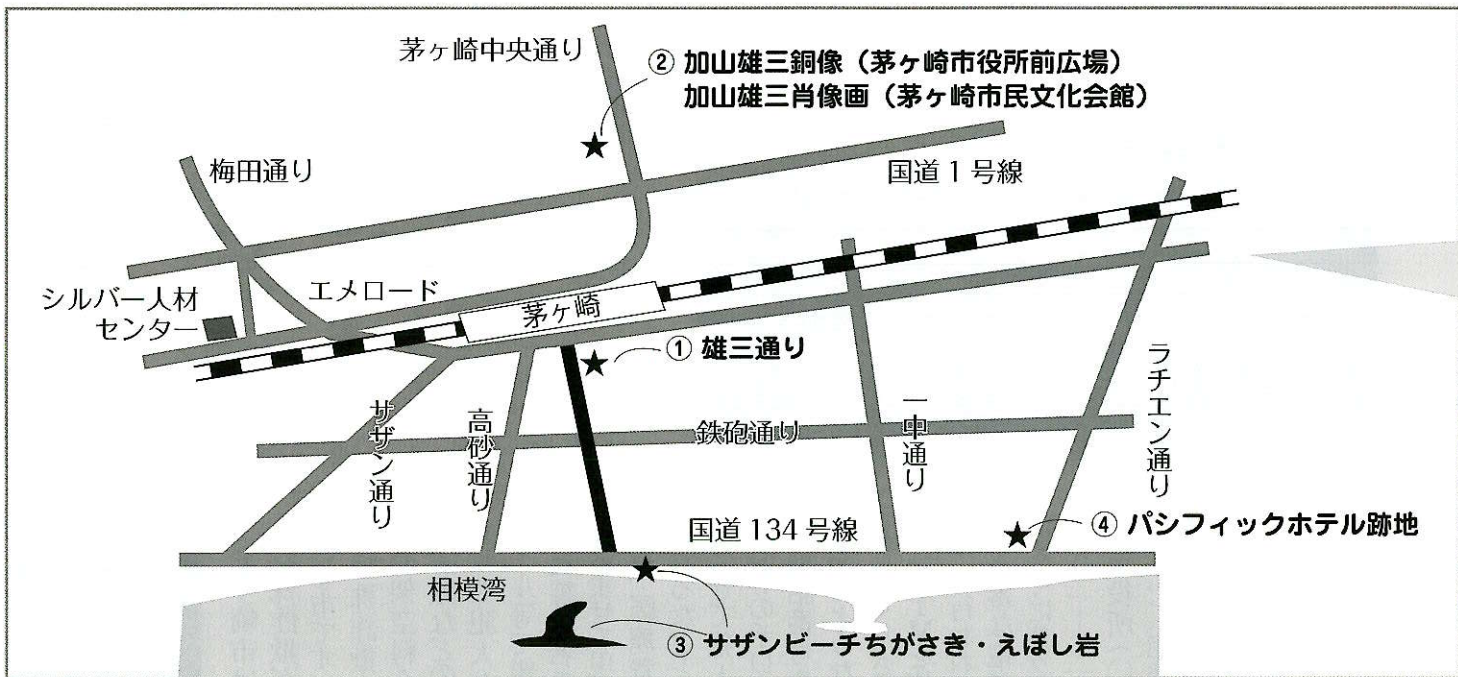 茅ヶ崎中央通り
② 加山雄三銅像（茅ヶ崎市役所前広場）
加山雄三肖像画（茅ヶ崎市民文化会館）
梅田通り
国道 1 号線
シルバー人材
センター
エメロード
茅ヶ崎
① 雄三通り
サザン通り
高砂通り
鉄砲通り
一中通り
ラチエン通り
国道 134 号線
④ パシフィックホテル跡地
相模湾
③ サザンビーチちがさき・えぼし岩